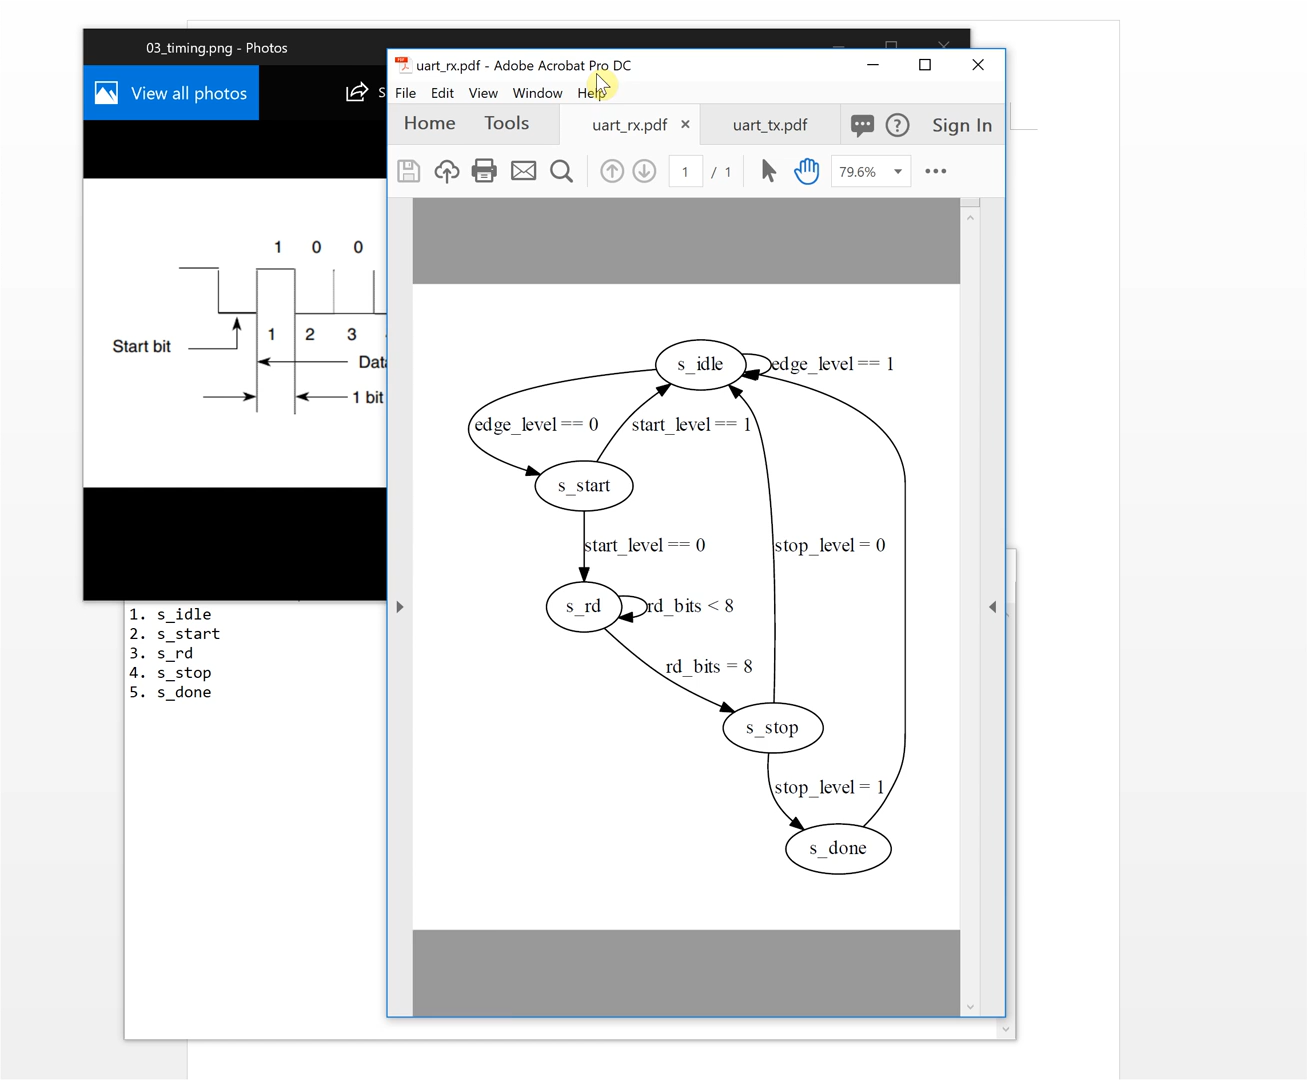 03_timing.png - Photos
View all photos
1 0 0
1 2 3
Start bit
1 bit
1. s_idle
2. s_start
3. s_rd
4. s_stop
5. s_done
uart_rx.pdf - Adobe Acrobat Pro DC
File Edit View Window Help
Home Tools uart_rx.pdf × uart_tx.pdf Sign In
1 / 1 79.6%
s_idle
edge_level == 1
edge_level == 0
start_level == 1
s_start
start_level == 0
stop_level = 0
s_rd
rd_bits < 8
rd_bits = 8
s_stop
stop_level = 1
s_done